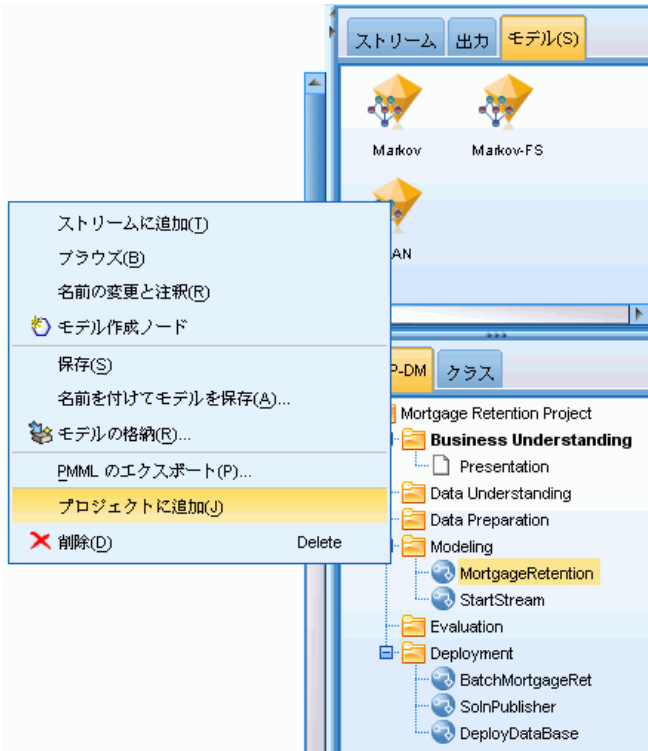 ストリーム 出力 モデル(S)
Markov Markov-FS
AN
ストリームに追加(T)
ブラウズ(B)
名前の変更と注釈(R)
モデル作成ノード
保存(S)
名前を付けてモデルを保存(A)...
モデルの格納(R)...
PMML のエクスポート(P)...
プロジェクトに追加(J)
削除(D) Delete
P-DM クラス
Mortgage Retention Project
Business Understanding
Presentation
Data Understanding
Data Preparation
Modeling
MortgageRetention
StartStream
Evaluation
Deployment
BatchMortgageRet
SolnPublisher
DeployDataBase